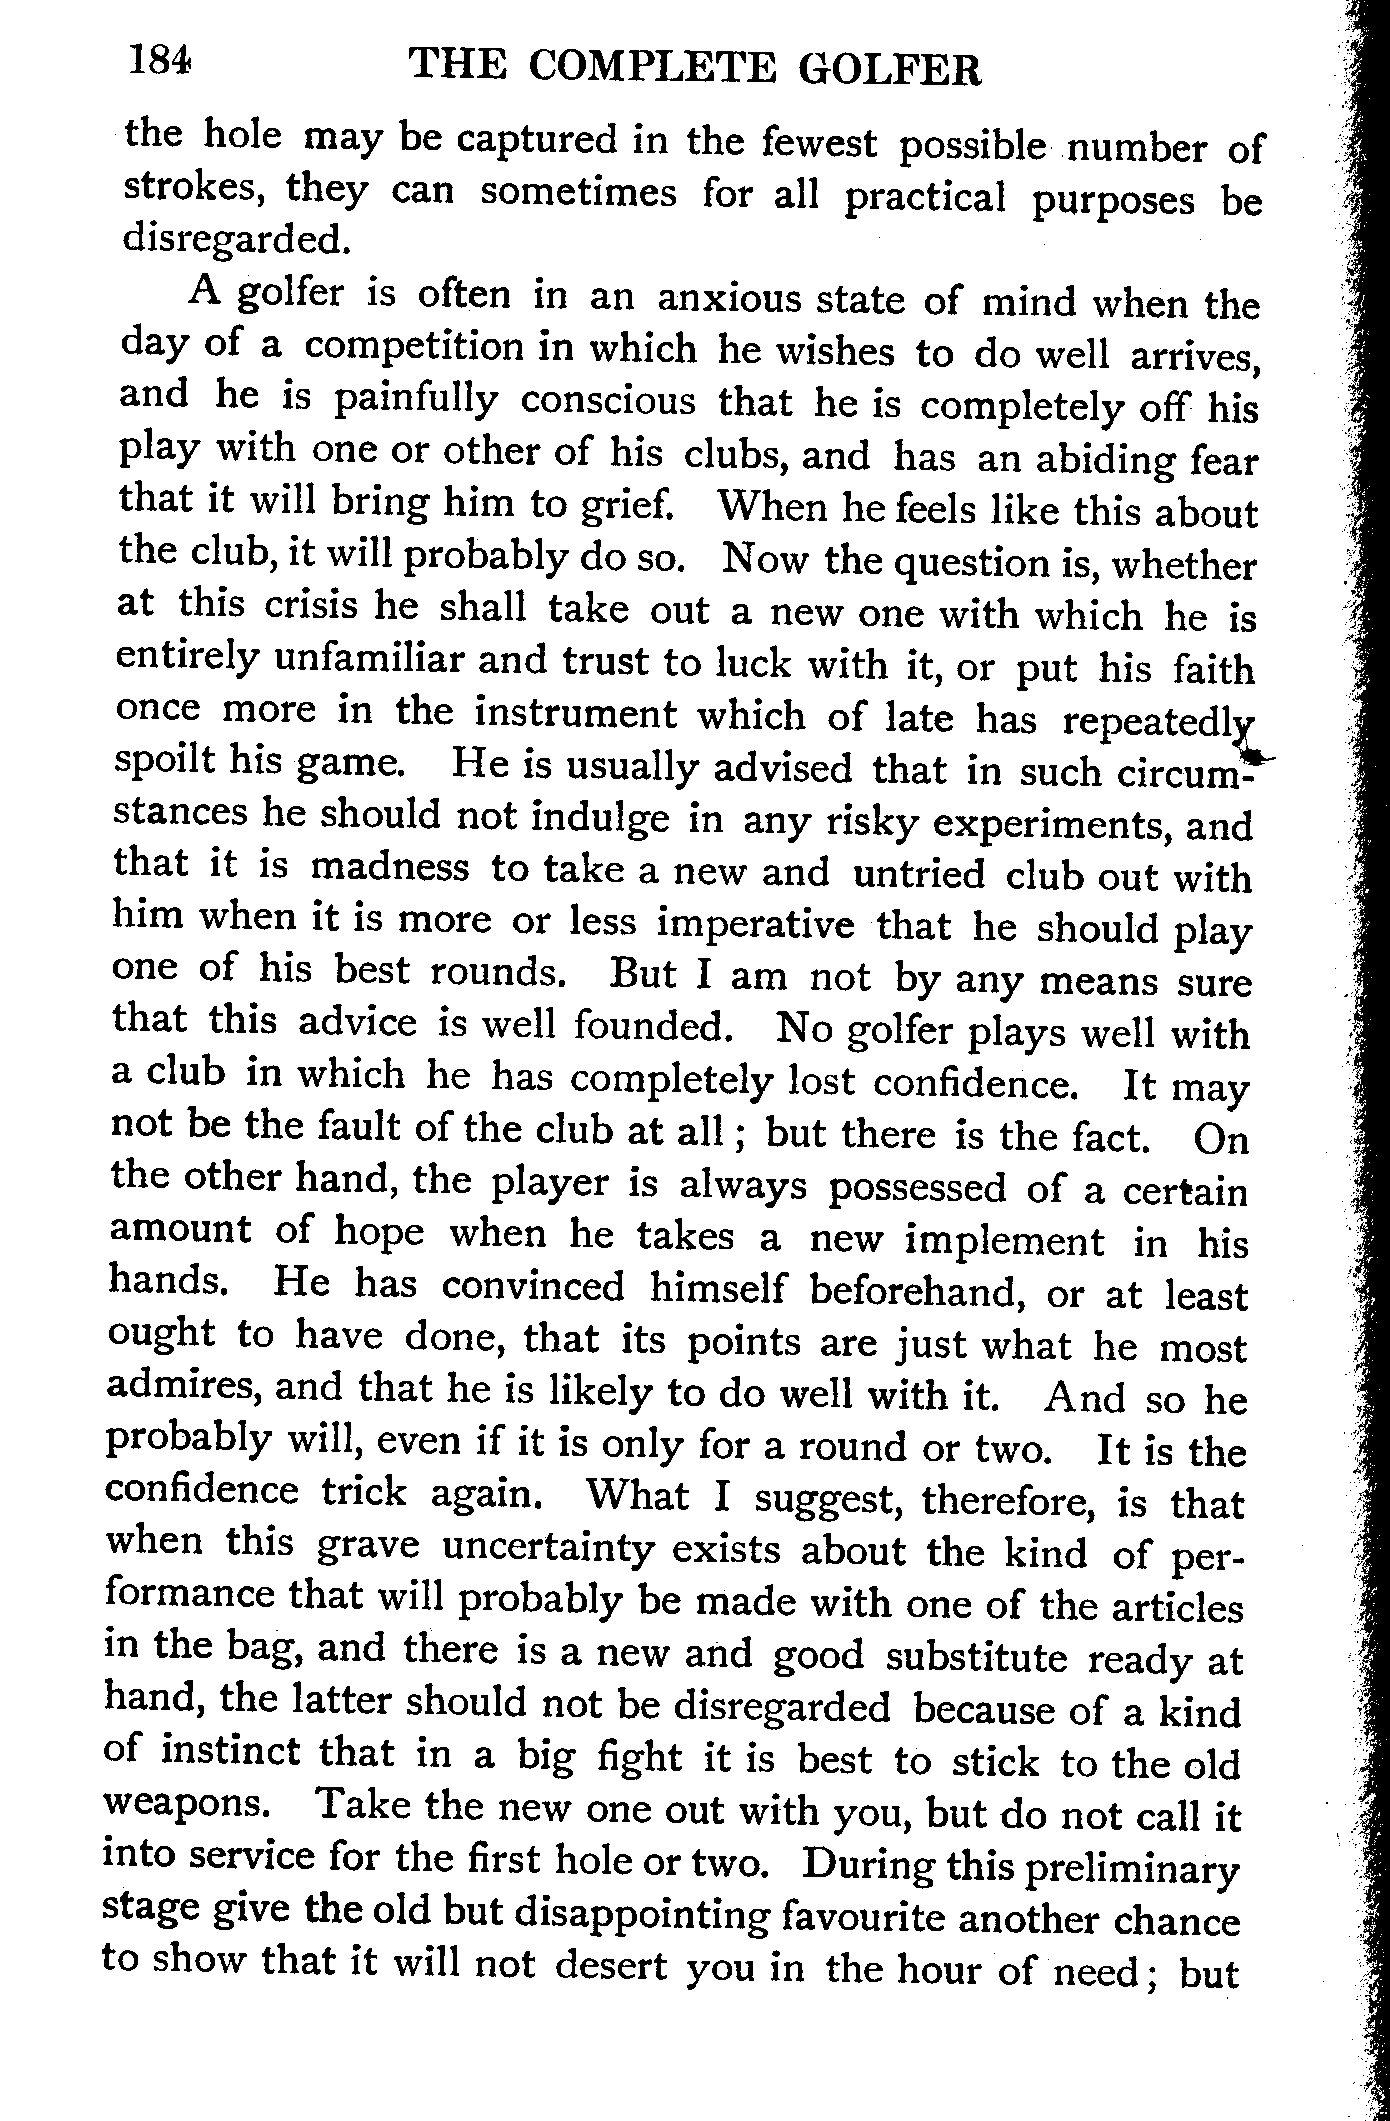 184 THE COMPLETE GOLFER
the hole may be captured in the fewest possible number of
strokes, they can sometimes for all practical purposes be
disregarded.
A golfer is often in an anxious state of mind when the
day of a competition in which he wishes to do well arrives,
and he is painfully conscious that he is completely off his
play with one or other of his clubs, and has an abiding fear
that it will bring him to grief. When he feels like this about
the club, it will probably do so. Now the question is, whether
at this crisis he shall take out a new one with which he is
entirely unfamiliar and trust to luck with it, or put his faith
once more in the instrument which of late has repeatedly
spoilt his game. He is usually advised that in such circum-
stances he should not indulge in any risky experiments, and
that it is madness to take a new and untried club out with
him when it is more or less imperative that he should play
one of his best rounds. But I am not by any means sure
that this advice is well founded. No golfer plays well with
a club in which he has completely lost confidence. It may
not be the fault of the club at all ; but there is the fact. On
the other hand, the player is always possessed of a certain
amount of hope when he takes a new implement in his
hands. He has convinced himself beforehand, or at least
ought to have done, that its points are just what he most
admires, and that he is likely to do well with it. And so he
probably will, even if it is only for a round or two. It is the
confidence trick again. What I suggest, therefore, is that
when this grave uncertainty exists about the kind of per-
formance that will probably be made with one of the articles
in the bag, and there is a new and good substitute ready at
hand, the latter should not be disregarded because of a kind
of instinct that in a big fight it is best to stick to the old
weapons. Take the new one out with you, but do not call it
into service for the first hole or two. During this preliminary
stage give the old but disappointing favourite another chance
to show that it will not desert you in the hour of need ; but